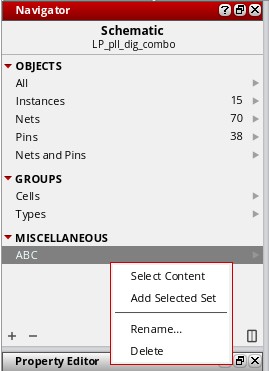 Navigator
Schematic
LP_pll_dig_combo
OBJECTS
All
Instances 15
Nets 70
Pins 38
Nets and Pins
GROUPS
Cells
Types
MISCELLANEOUS
ABC
Select Content
Add Selected Set
Rename...
Delete
Property Editor